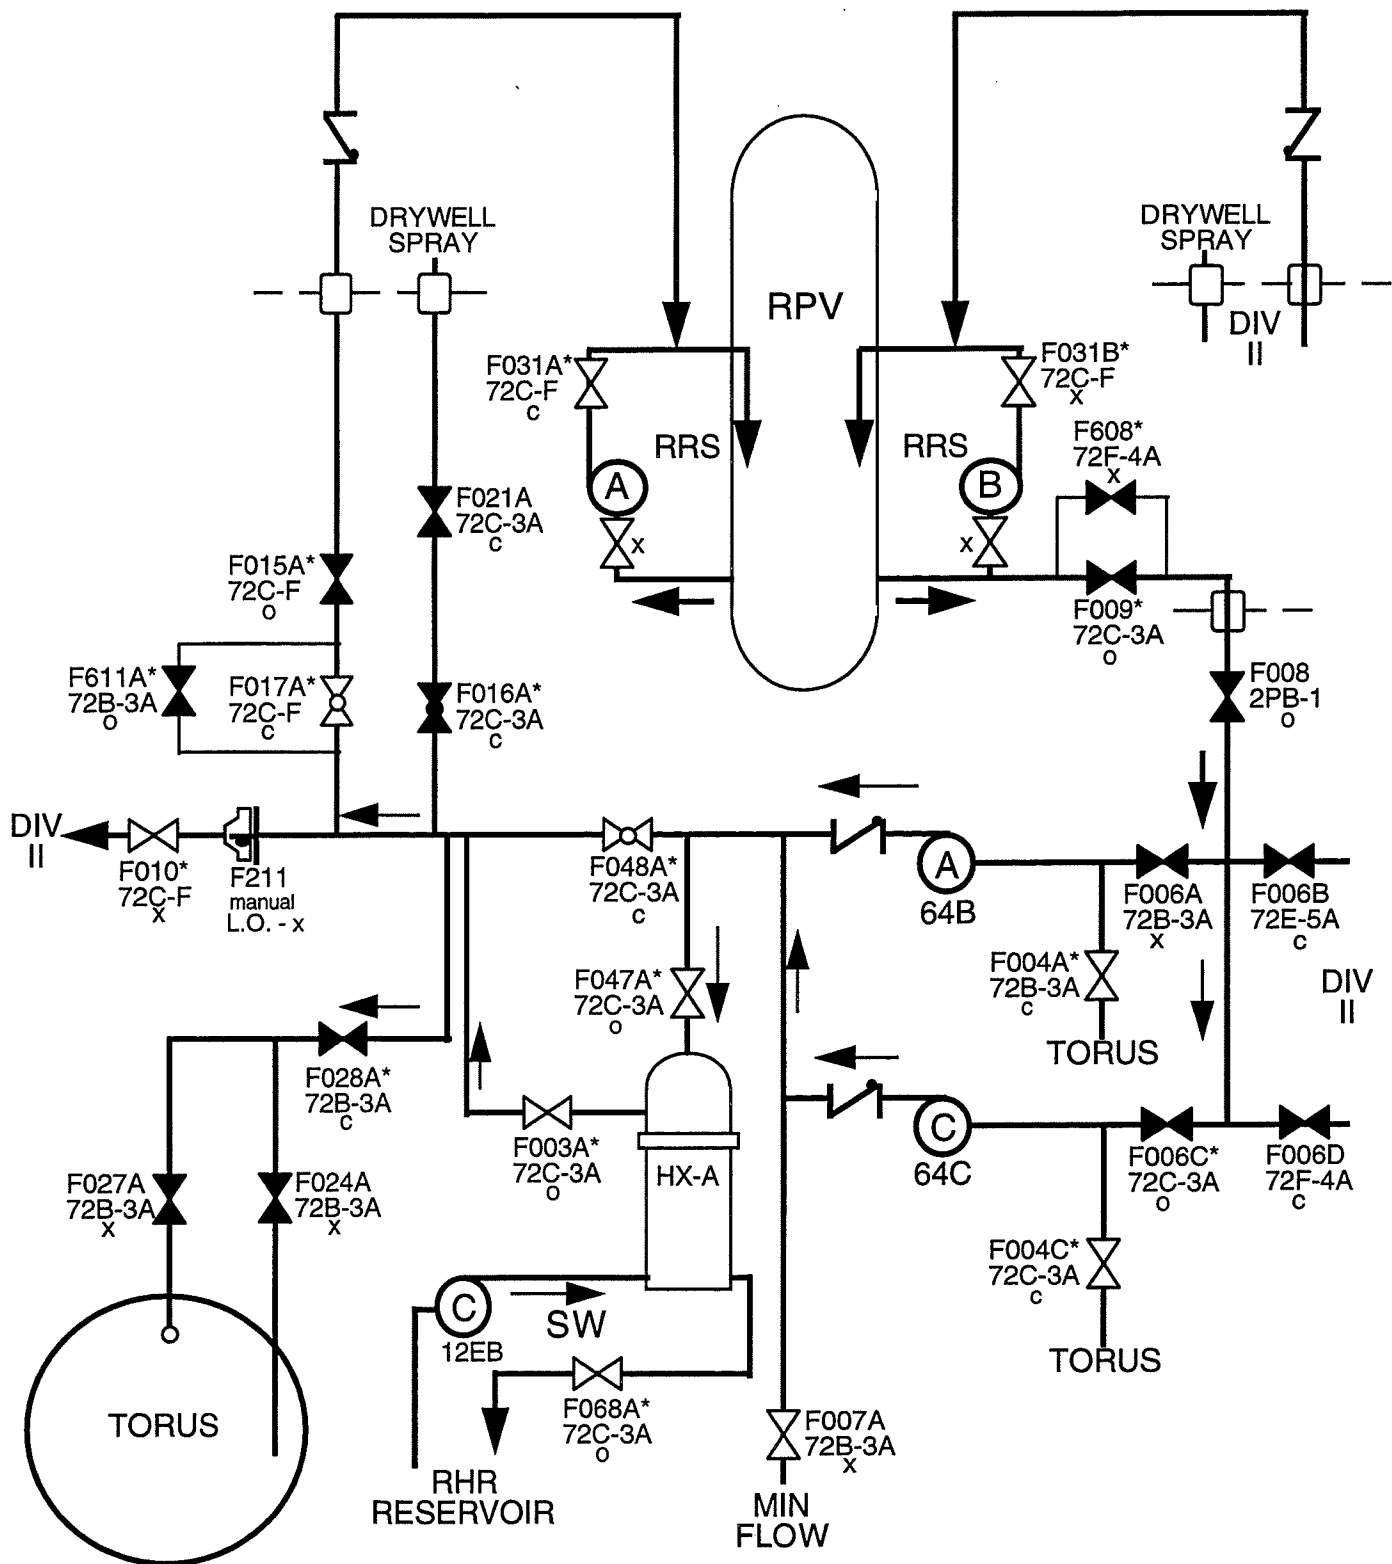 DRYWELL
SPRAY
DRYWELL
SPRAY
DIV
II
RPV
F031A*
72C-F
c
F031B*
72C-F
x
RRS
RRS
F608*
72F-4A
x
A
B
x
x
F021A
72C-3A
c
F015A*
72C-F
o
F009*
72C-3A
o
F611A*
72B-3A
o
F017A*
72C-F
c
F016A*
72C-3A
c
F008
2PB-1
o
DIV
II
F010*
72C-F
x
F211
manual
L.O. - x
F048A*
72C-3A
c
A
64B
F006A
72B-3A
x
F006B
72E-5A
c
F004A*
72B-3A
c
TORUS
DIV
II
F047A*
72C-3A
o
F028A*
72B-3A
c
F003A*
72C-3A
o
HX-A
C
64C
F006C*
72C-3A
o
F006D
72F-4A
c
F027A
72B-3A
x
F024A
72B-3A
x
F004C*
72C-3A
c
TORUS
C
12EB
SW
F068A*
72C-3A
o
TORUS
RHR
RESERVOIR
F007A
72B-3A
x
MIN
FLOW